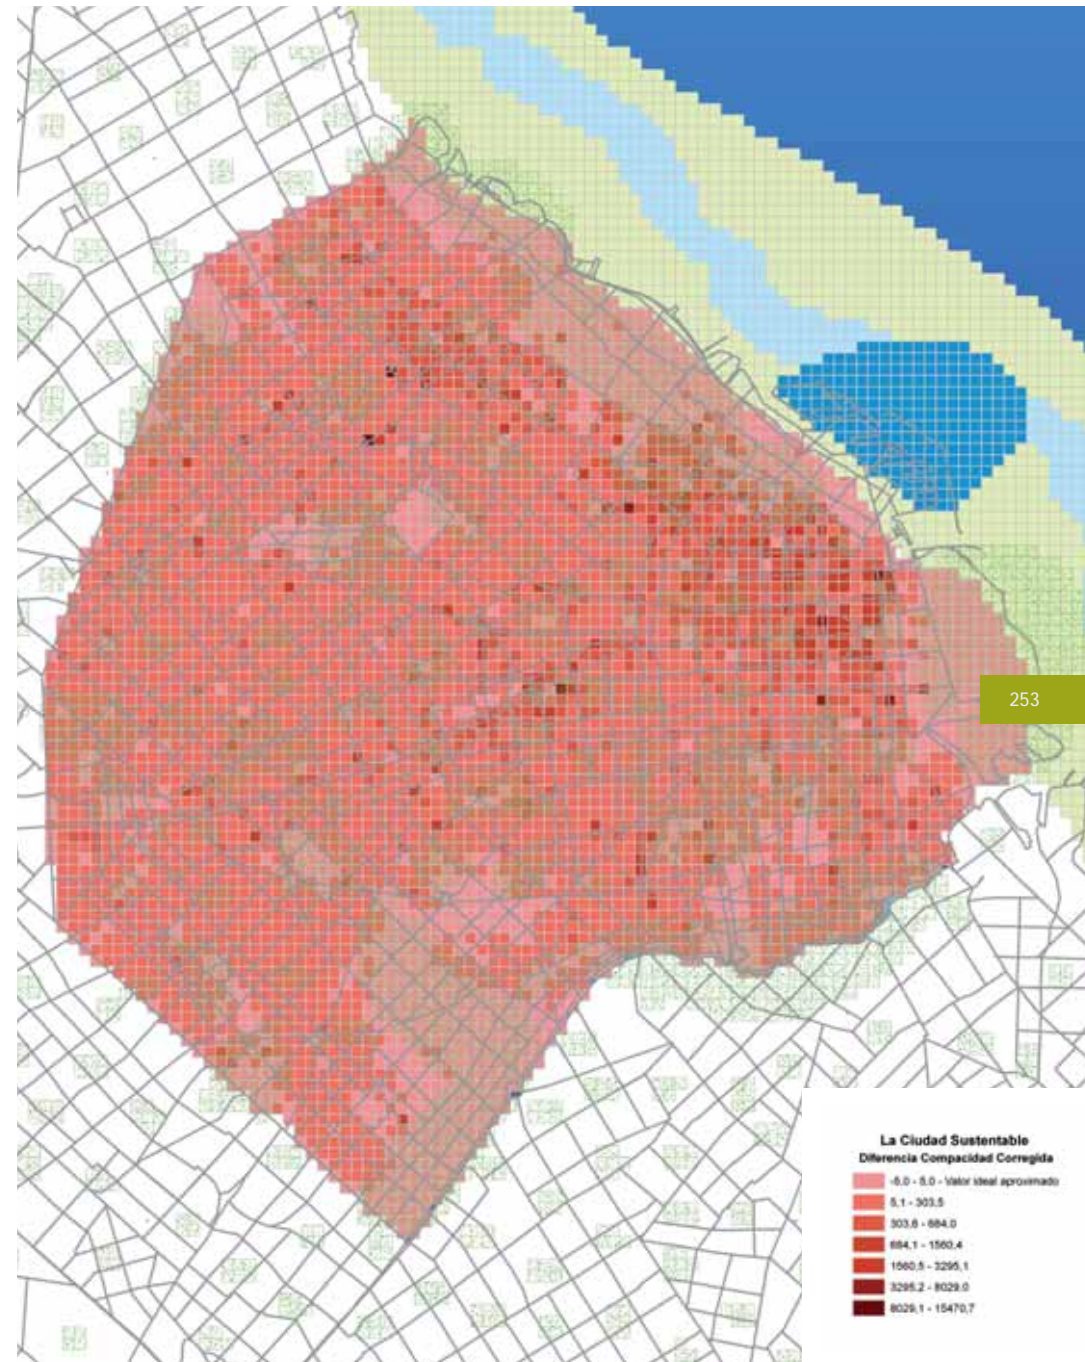 253
La Ciudad Sustentable
Diferencia Compacidad Corregida
-5,0 - 5,0 - Valor ideal aproximado
5,1 - 303,5
303,6 - 684,0
684,1 - 1560,4
1560,5 - 3295,1
3295,2 - 8029,0
8029,1 - 15470,7